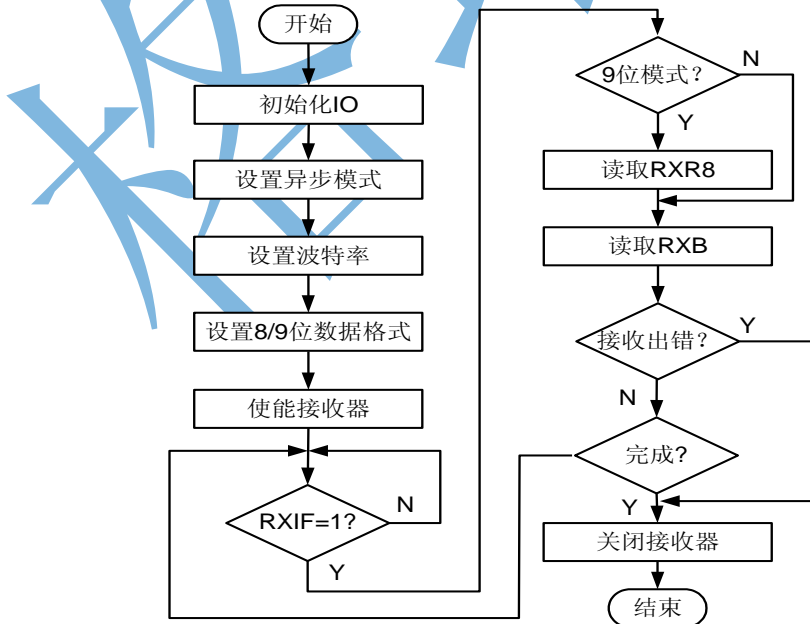 开始
初始化IO
设置异步模式
设置波特率
设置8/9位数据格式
使能接收器
RXIF=1?
N
Y
9位模式?
N
Y
读取RXR8
读取RXB
接收出错?
Y
N
完成?
Y
关闭接收器
结束